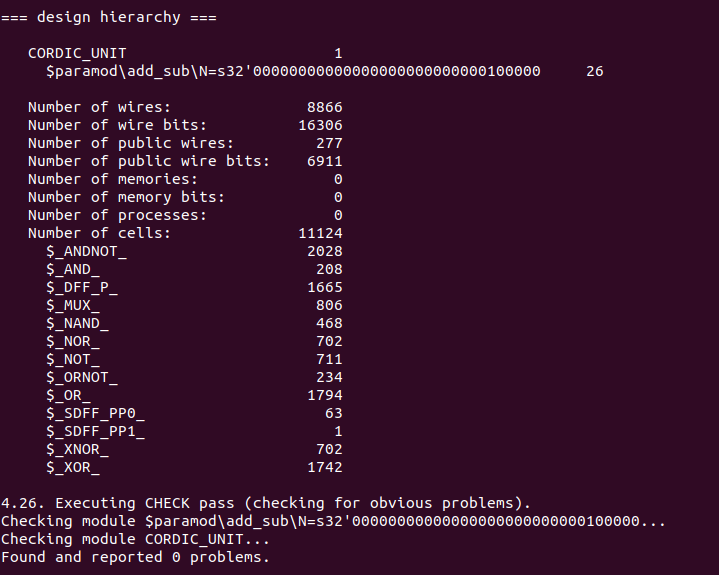 === design hierarchy ===
CORDIC_UNIT 1
$paramod\add_sub\N=s32'00000000000000000000000000100000 26
Number of wires: 8866
Number of wire bits: 16306
Number of public wires: 277
Number of public wire bits: 6911
Number of memories: 0
Number of memory bits: 0
Number of processes: 0
Number of cells: 11124
$_ANDNOT_ 2028
$_AND_ 208
$_DFF_P_ 1665
$_MUX_ 806
$_NAND_ 468
$_NOR_ 702
$_NOT_ 711
$_ORNOT_ 234
$_OR_ 1794
$_SDFF_PP0_ 63
$_SDFF_PP1_ 1
$_XNOR_ 702
$_XOR_ 1742
4.26. Executing CHECK pass (checking for obvious problems).
Checking module $paramod\add_sub\N=s32'00000000000000000000000000100000...
Checking module CORDIC_UNIT...
Found and reported 0 problems.